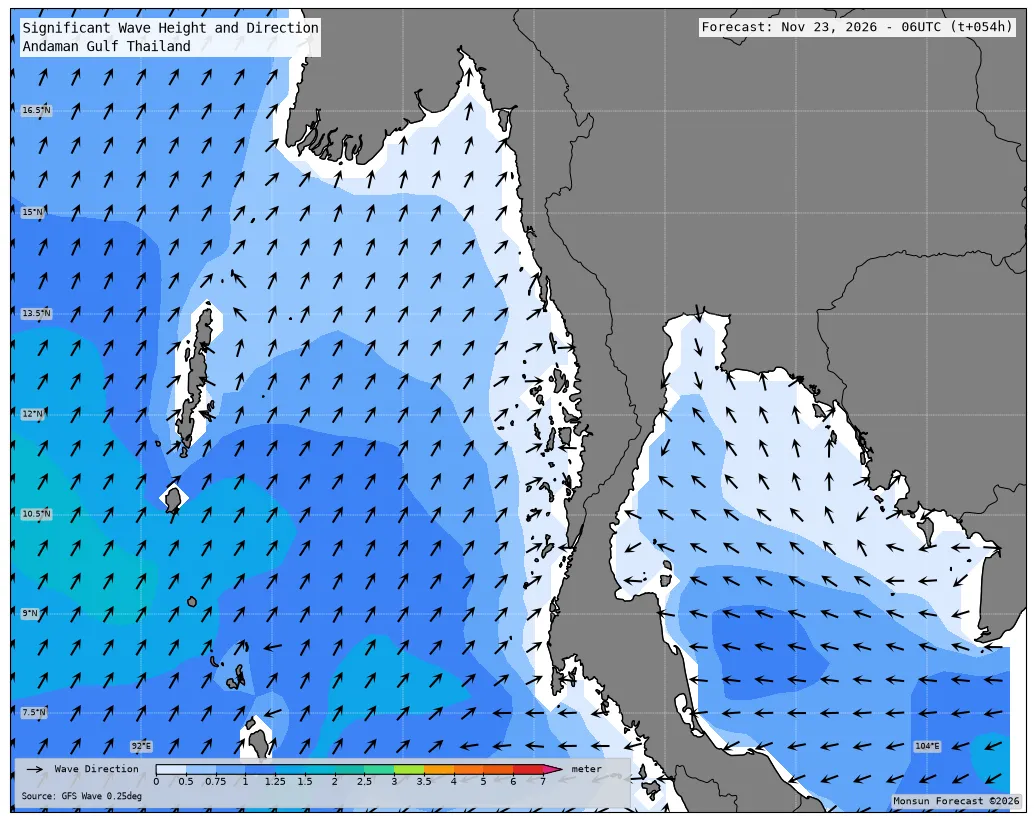 Significant Wave Height and Direction
Andaman Gulf Thailand
Forecast: Nov 23, 2026 - 06UTC (t+054h)
16.5°N
15°N
13.5°N
12°N
10.5°N
9°N
7.5°N
92°E
104°E
Wave Direction
0.5 0.75 1 1.25 1.5 2 2.5 3 3.5 4 5 6 7 meter
Source: GFS Wave 0.25deg
Monsun Forecast ©2026